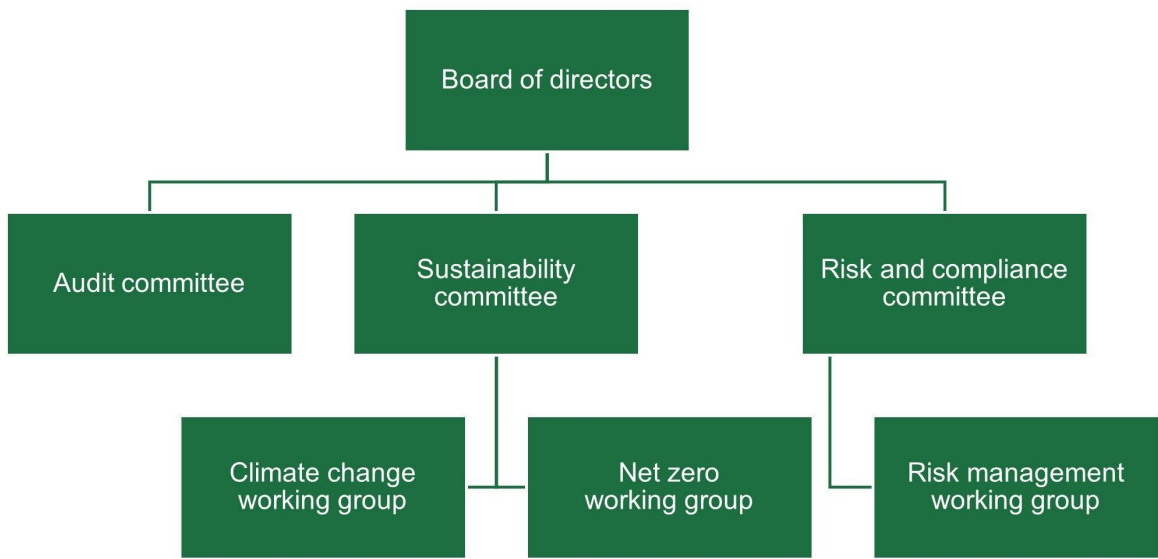 Board of directors
Audit committee
Sustainability
committee
Risk and compliance
committee
Climate change
working group
Net zero
working group
Risk management
working group